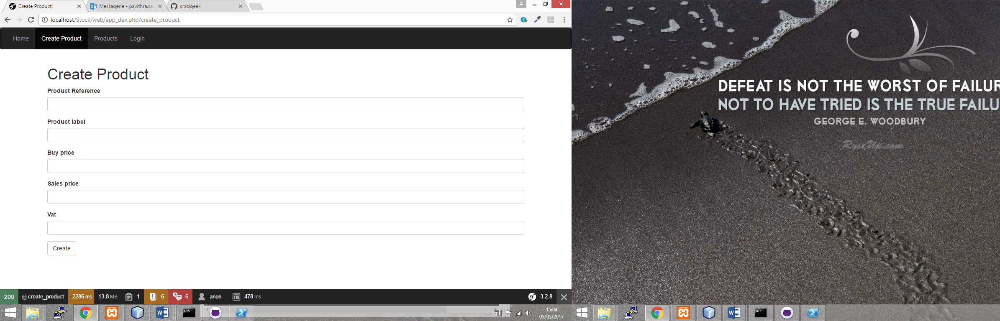 Create Product!
Messagerie - pavithra.sa
crazigeek
localhost/Stock/web/app_dev.php/create_product
Home
Create Product
Products
Login
Create Product
Product Reference
Product label
Buy price
Sales price
Vat
Create
200
@ create_product
2286 ms
13.8 MB
1
6
6
anon.
478 ms
sf
3.2.8
C:\
15:04
05/05/2017
DEFEAT IS NOT THE WORST OF FAILUR
NOT TO HAVE TRIED IS THE TRUE FAILU
GEORGE E. WOODBURY
RyseUp.com